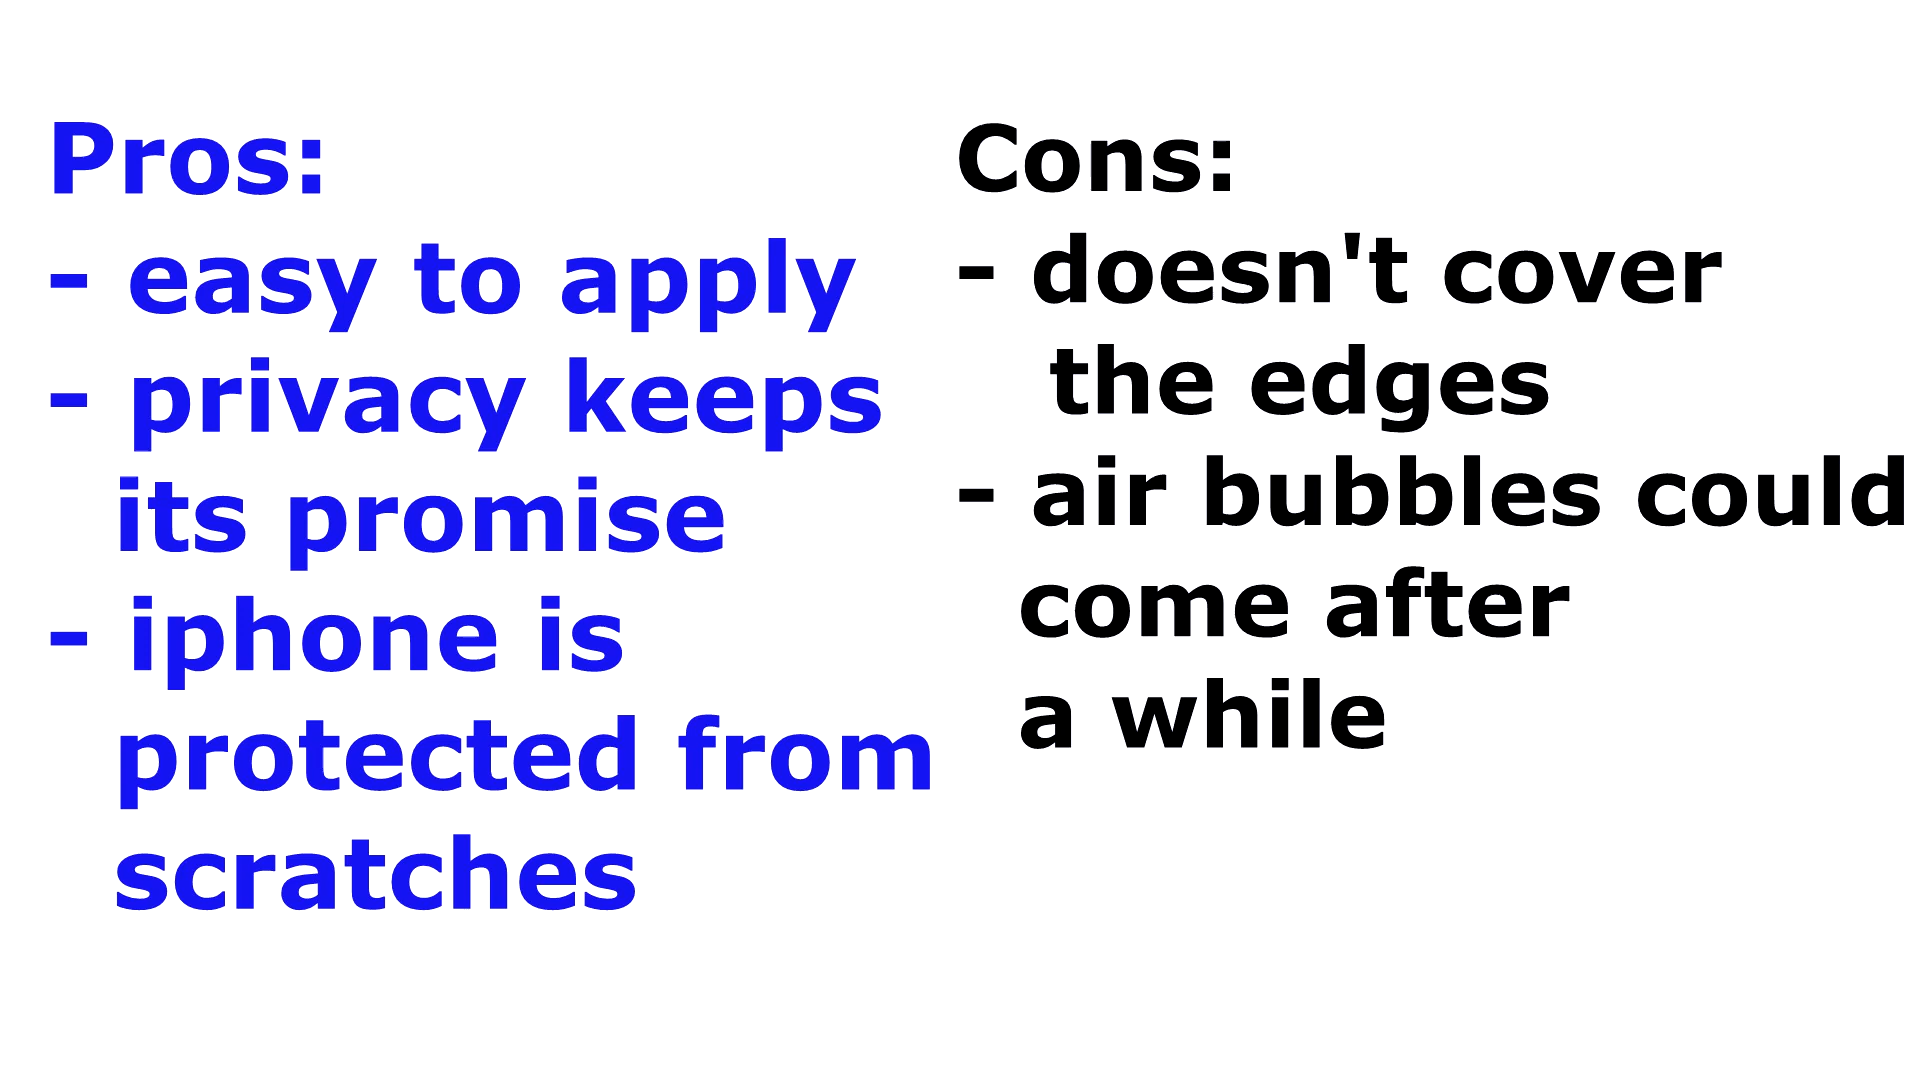 Pros:
- easy to apply
- privacy keeps
its promise
- iphone is
protected from
scratches
Cons:
- doesn't cover
the edges
- air bubbles could
come after
a while